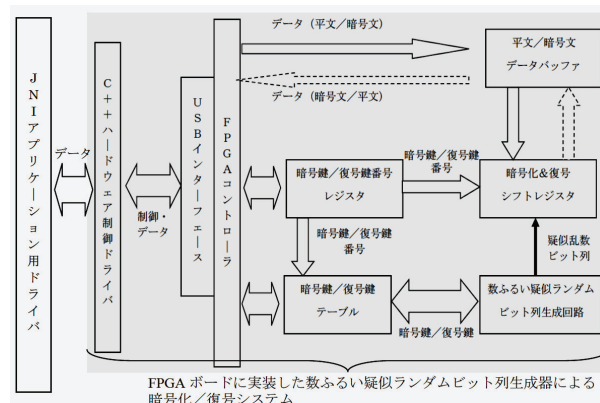 データ（平文／暗号文）
データ（暗号文／平文）
平文／暗号文
データバッファ
JNIアプリケーション用ドライバ
データ
C++ハードウェア制御ドライバ
制御・
データ
USBインターフェース
FPGAコントローラ
暗号鍵／復号鍵番号
レジスタ
暗号鍵／復号鍵
番号
暗号化&復号
シフトレジスタ
暗号鍵／復号鍵
番号
疑似乱数
ビット列
暗号鍵／復号鍵
テーブル
暗号鍵／復号鍵
数ふるい疑似ランダム
ビット列生成回路
FPGA ボードに実装した数ふるい疑似ランダムビット列生成器による
暗号化／復号システム